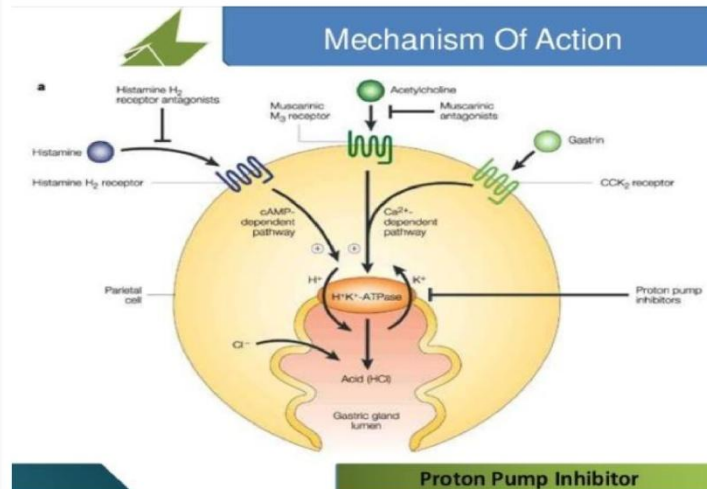 Mechanism Of Action
a
Histamine H2
receptor antagonists
Acetylcholine
Muscarinic
M3 receptor
Muscarinic
antagonists
Histamine
Gastrin
Histamine H2 receptor
CCK2 receptor
cAMP-
dependent
pathway
Ca2+-
dependent
pathway
+
+
Parietal
cell
H+
K+
H+K+-ATPase
Proton pump
inhibitors
Cl−
Acid (HCl)
Gastric gland
lumen
Proton Pump Inhibitor